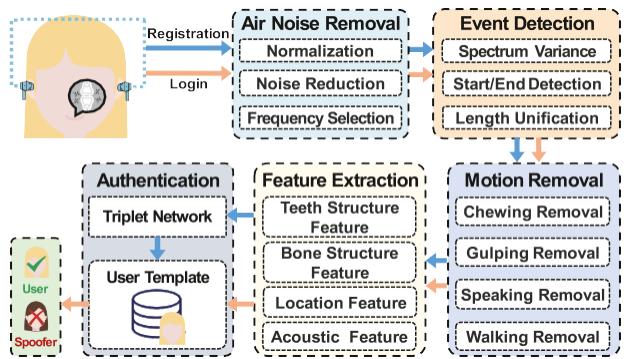 Registration
Login
Air Noise Removal
Normalization
Noise Reduction
Frequency Selection
Event Detection
Spectrum Variance
Start/End Detection
Length Unification
Motion Removal
Chewing Removal
Gulping Removal
Speaking Removal
Walking Removal
Feature Extraction
Teeth Structure
Feature
Bone Structure
Feature
Location Feature
Acoustic Feature
Authentication
Triplet Network
User Template
User
Spoofer